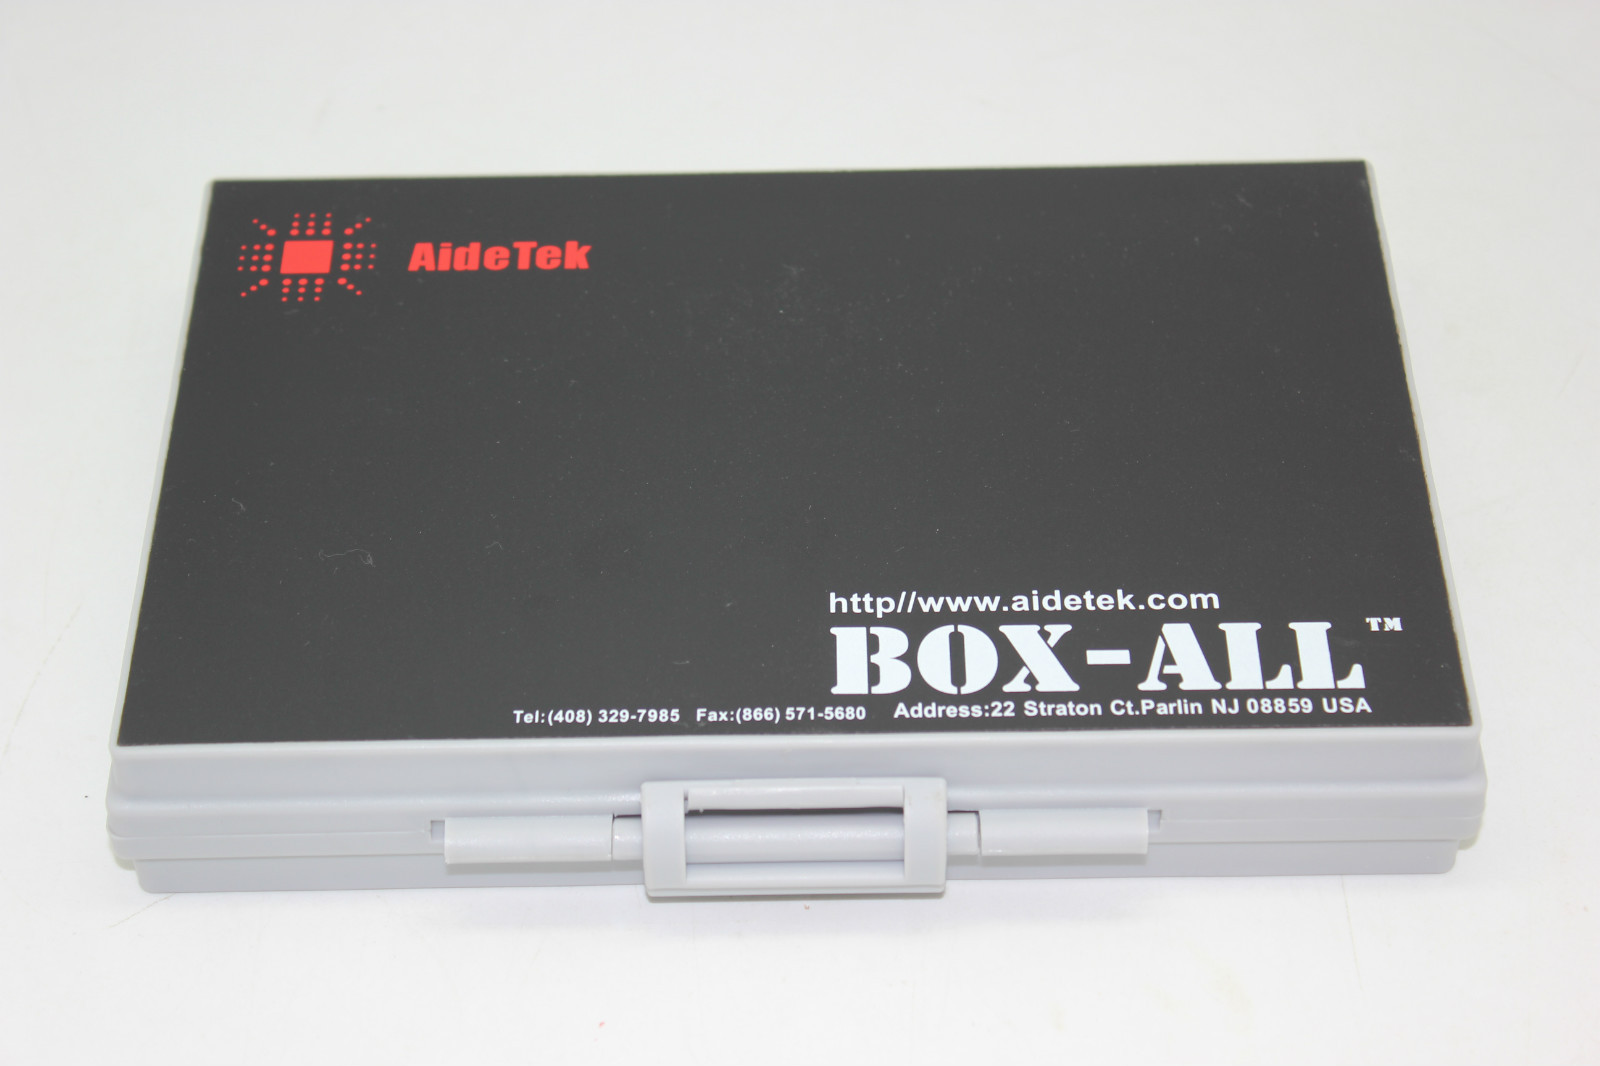 AideTek
http//www.aidetek.com
BOX-ALL™
Tel:(408) 329-7985 Fax:(866) 571-5680 Address:22 Straton Ct.Parlin NJ 08859 USA